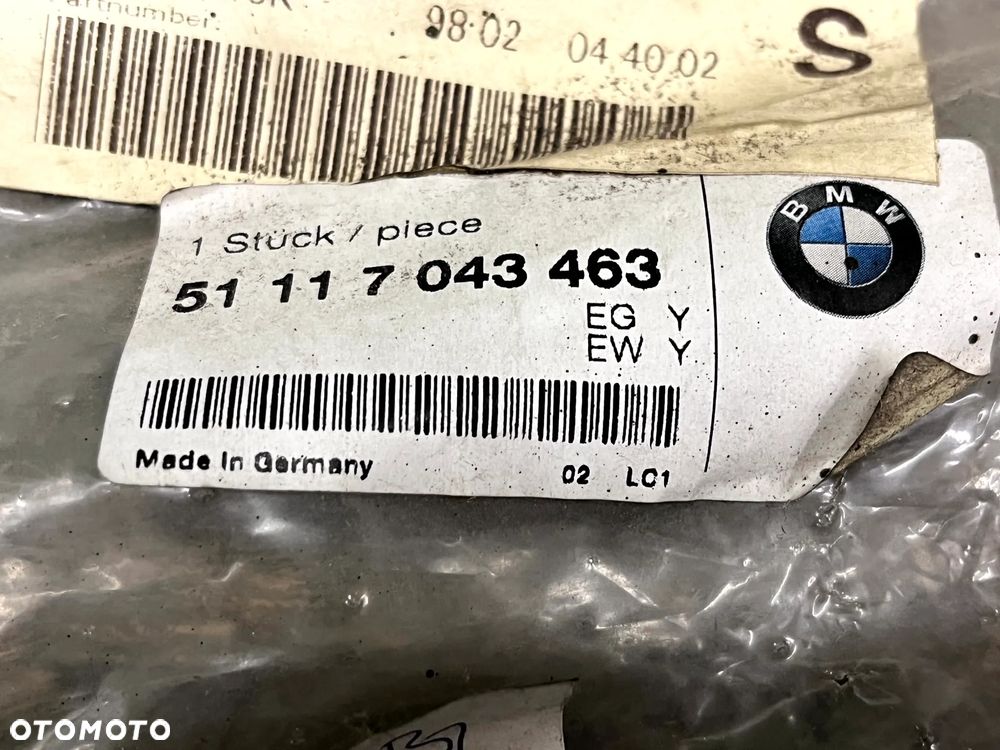 Partnumber:
98.02 04 40 02
S
1 Stück / piece
51 11 7 043 463
EG Y
EW Y
Made In Germany
02 LC1
BMW
OTOMOTO